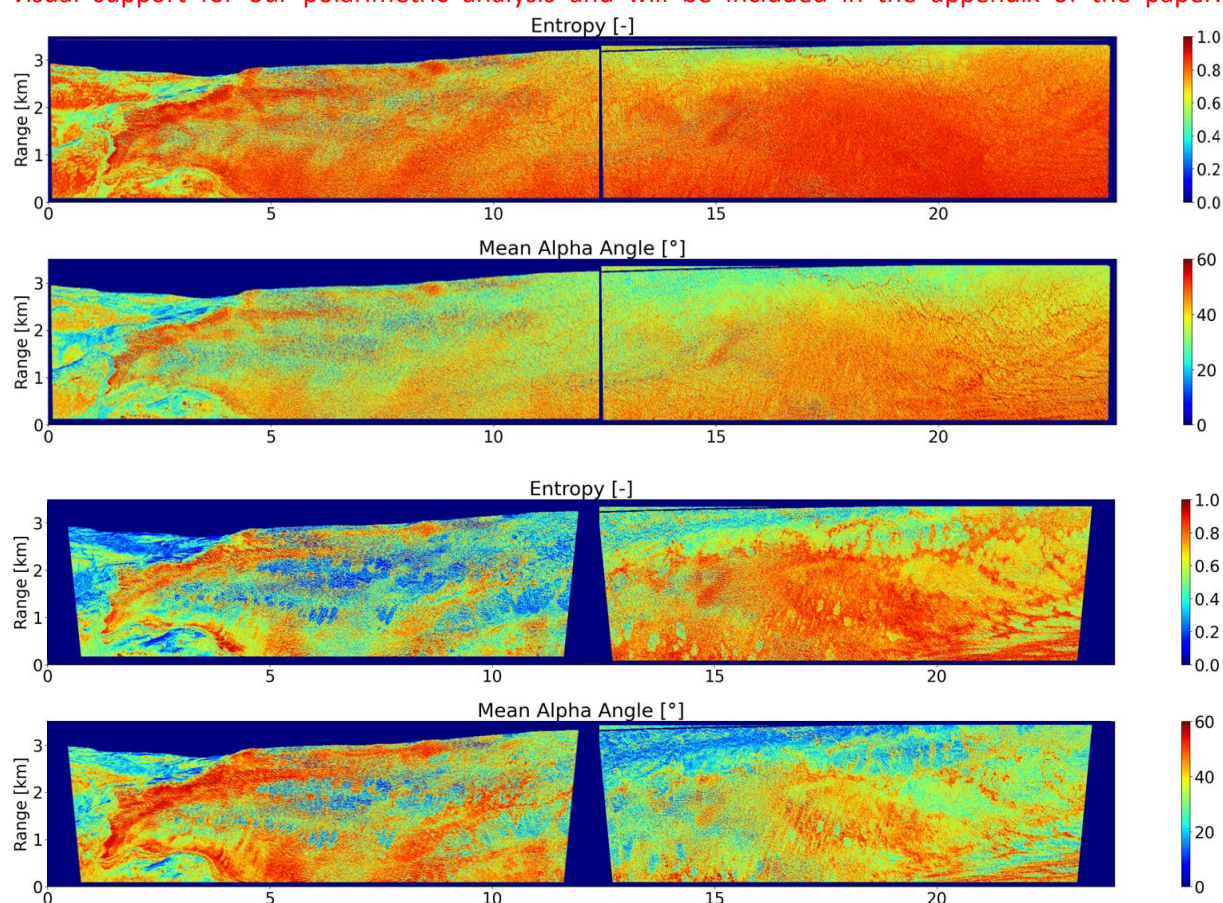 visual support for our polarimetric analysis and will be included in the appendix of the paper.
Entropy [-]
Range [km]
3
2
1
0
0 5 10 15 20
1.0
0.8
0.6
0.4
0.2
0.0
Mean Alpha Angle [°]
Range [km]
3
2
1
0
0 5 10 15 20
60
40
20
0
Entropy [-]
Range [km]
3
2
1
0
0 5 10 15 20
1.0
0.8
0.6
0.4
0.2
0.0
Mean Alpha Angle [°]
Range [km]
3
2
1
0
0 5 10 15 20
60
40
20
0